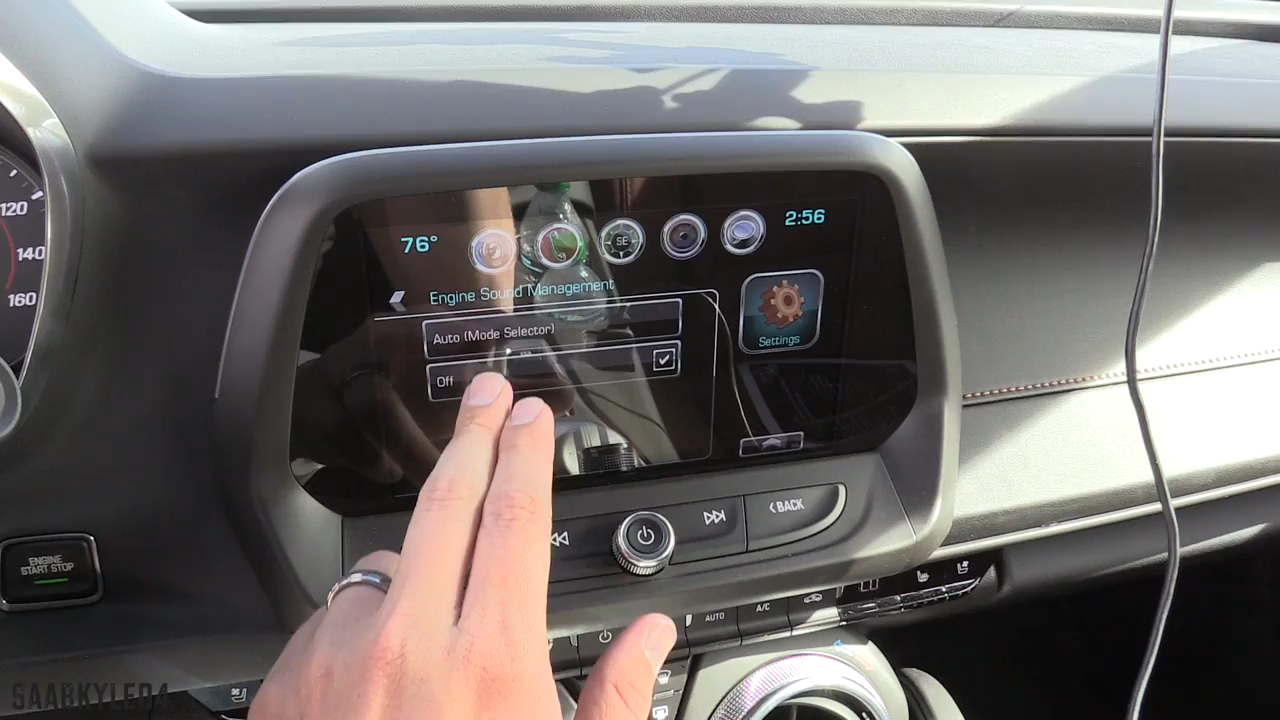 120
140
160
76°
SE
2:56
Engine Sound Management
Auto (Mode Selector)
Off
Settings
BACK
ENGINE
START STOP
AUTO
A/C
SAABKYLE04